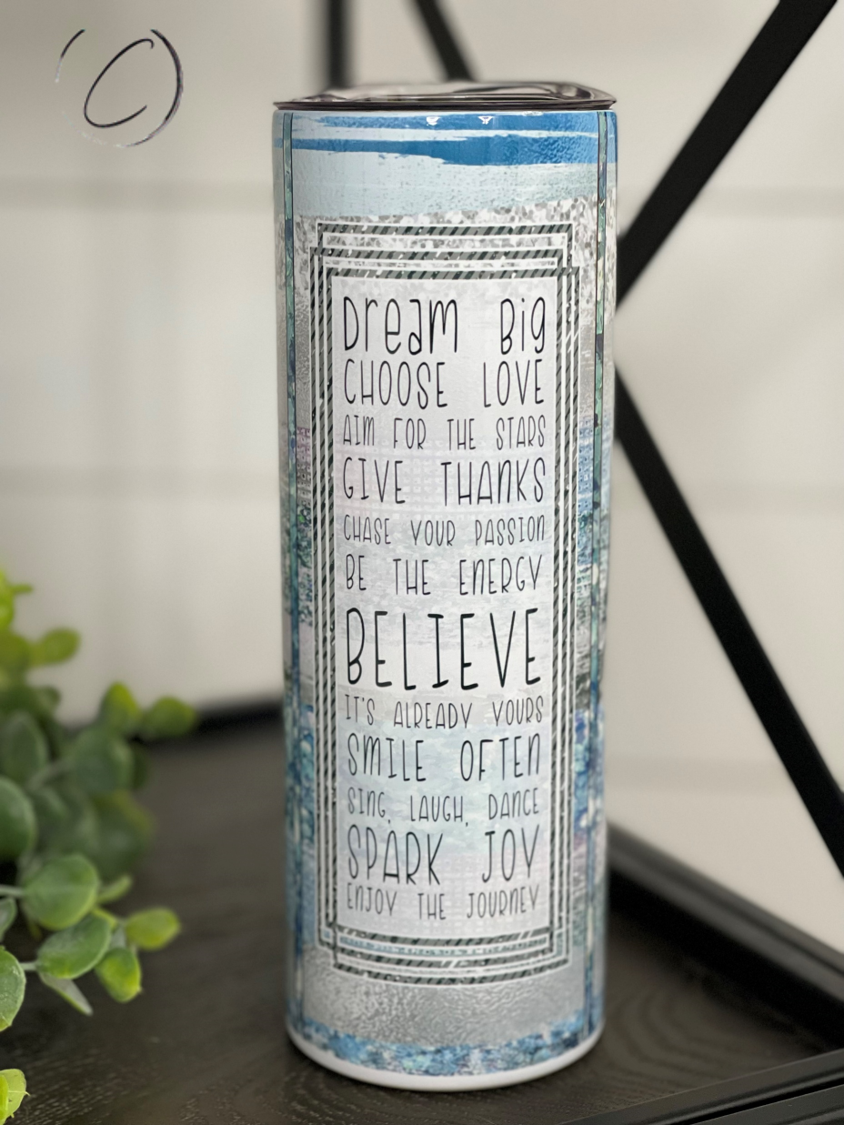 Dream Big
CHOOSE LOVE
AIM FOR THE STARS
GIVE THANKS
CHASE YOUR PASSION
BE THE ENERGY
BELIEVE
IT'S ALREADY YOURS
SMILE OFTEN
SING, LAUGH, DANCE
SPARK JOY
ENJOY THE JOURNEY